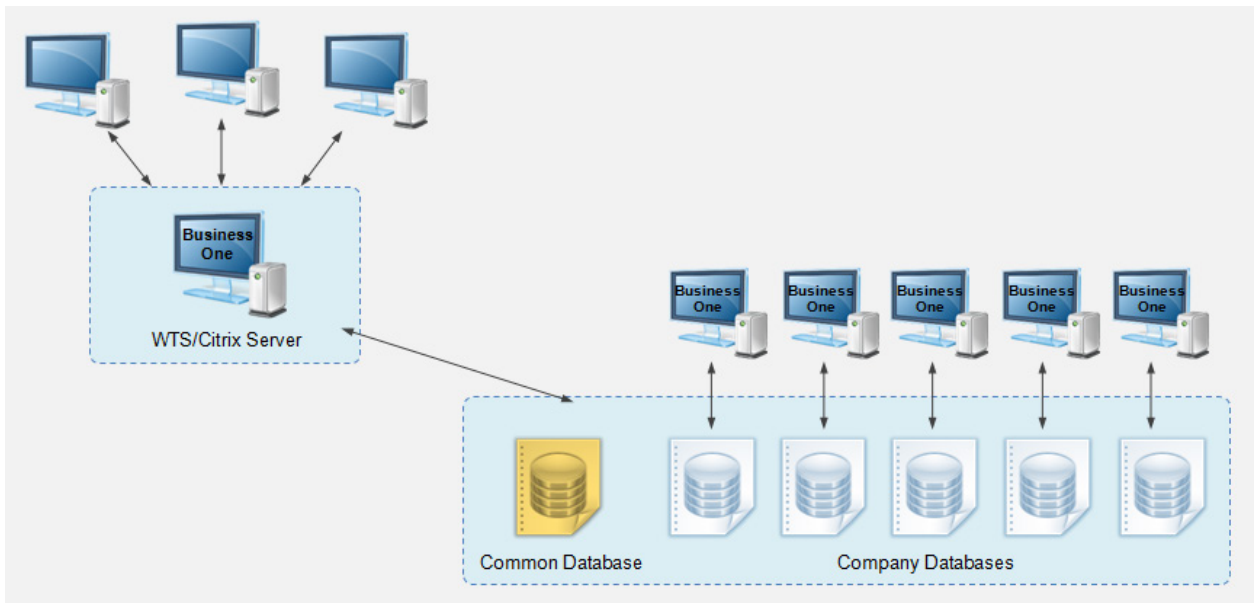 Business
One
WTS/Citrix Server
Business
One
Business
One
Business
One
Business
One
Business
One
Common Database
Company Databases